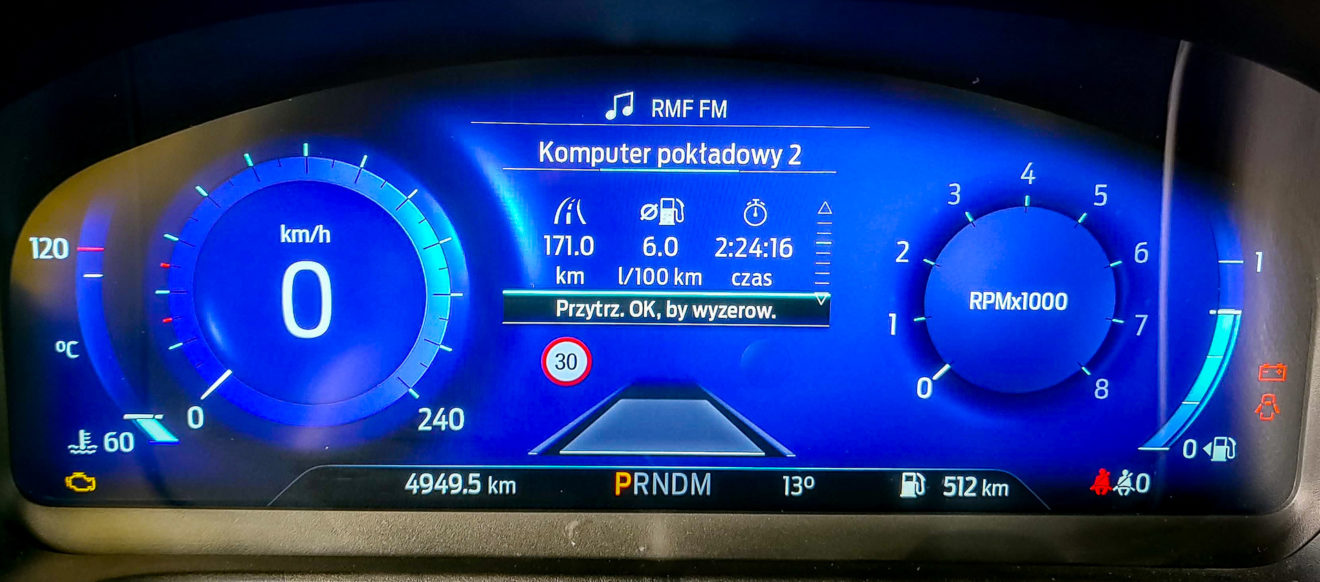 RMF FM
Komputer pokładowy 2
171.0 6.0 2:24:16
km l/100 km czas
Przytrz. OK, by wyzerow.
30
120
°C
60
km/h
0
0
240
RPMx1000
0
1
2
3
4
5
6
7
8
1
0
4949.5 km
PRNDM
13°
512 km
0